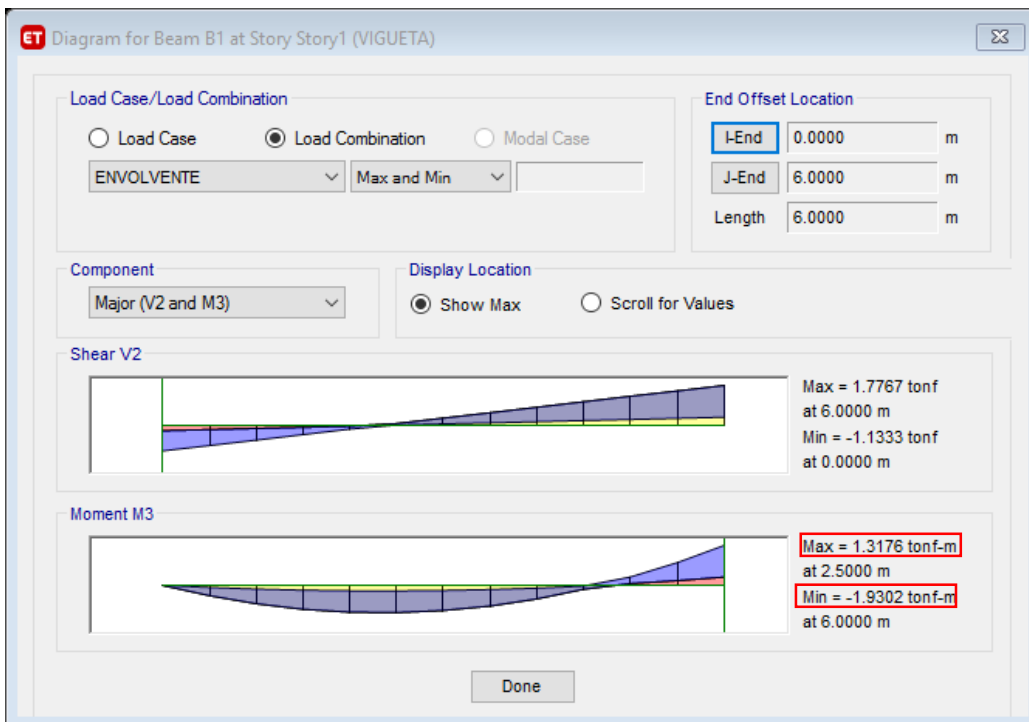 ET Diagram for Beam B1 at Story Story1 (VIGUETA)
Load Case/Load Combination
Load Case Load Combination Modal Case
ENVOLVENTE Max and Min
End Offset Location
I-End 0.0000 m
J-End 6.0000 m
Length 6.0000 m
Component
Major (V2 and M3)
Display Location
Show Max Scroll for Values
Shear V2
Max = 1.7767 tonf
at 6.0000 m
Min = -1.1333 tonf
at 0.0000 m
Moment M3
Max = 1.3176 tonf-m
at 2.5000 m
Min = -1.9302 tonf-m
at 6.0000 m
Done